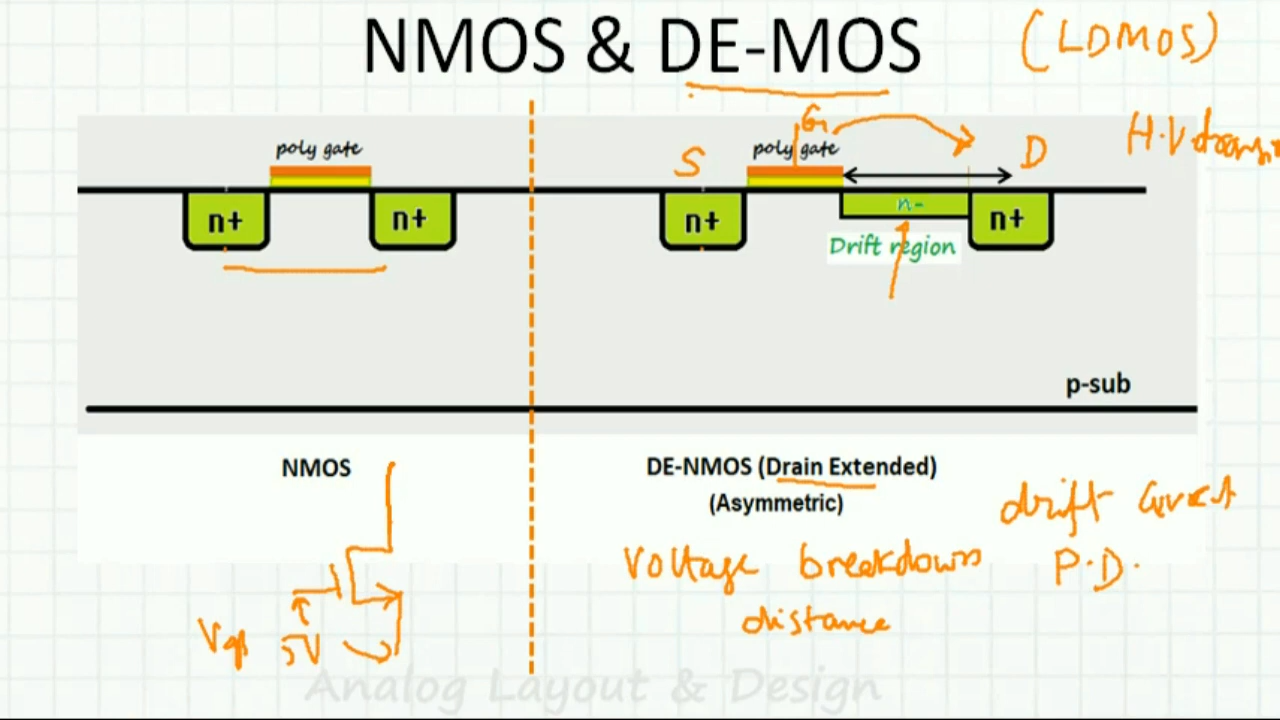 NMOS & DE-MOS
(LDMOS)
H.V
poly gate
S
G
poly gate
D
n+
n+
n+
n-
n+
Drift region
p-sub
NMOS
DE-NMOS (Drain Extended)
(Asymmetric)
drift
P.D.
Voltage breakdown
distance
5V
Analog Layout & Design